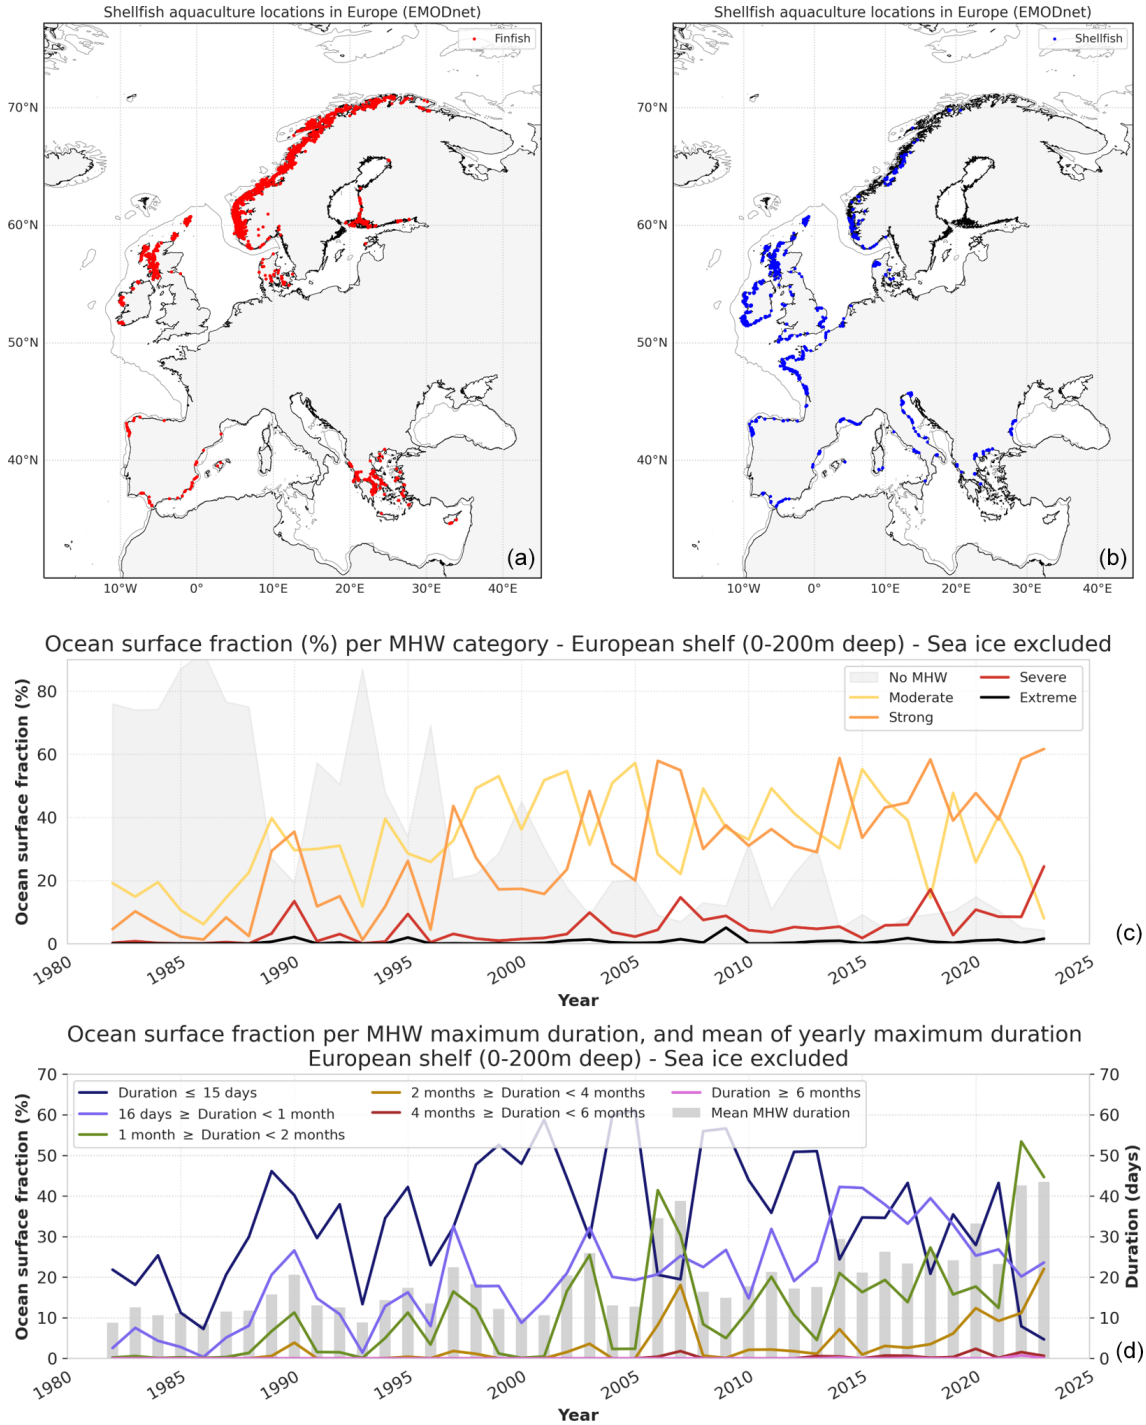 Shellfish aquaculture locations in Europe (EMODnet)
Finfish
70°N
60°N
50°N
40°N
10°W 0° 10°E 20°E 30°E 40°E
(a)
Shellfish aquaculture locations in Europe (EMODnet)
Shellfish
70°N
60°N
50°N
40°N
10°W 0° 10°E 20°E 30°E 40°E
(b)
Ocean surface fraction (%) per MHW category - European shelf (0-200m deep) - Sea ice excluded
No MHW
Moderate
Strong
Severe
Extreme
Ocean surface fraction (%)
80
60
40
20
0
1980 1985 1990 1995 2000 2005 2010 2015 2020 2025
Year
(c)
Ocean surface fraction per MHW maximum duration, and mean of yearly maximum duration
European shelf (0-200m deep) - Sea ice excluded
Duration ≤ 15 days
16 days ≥ Duration < 1 month
1 month ≥ Duration < 2 months
2 months ≥ Duration < 4 months
4 months ≥ Duration < 6 months
Duration ≥ 6 months
Mean MHW duration
Ocean surface fraction (%)
70
60
50
40
30
20
10
0
Duration (days)
70
60
50
40
30
20
10
0
1980 1985 1990 1995 2000 2005 2010 2015 2020 2025
Year
(d)